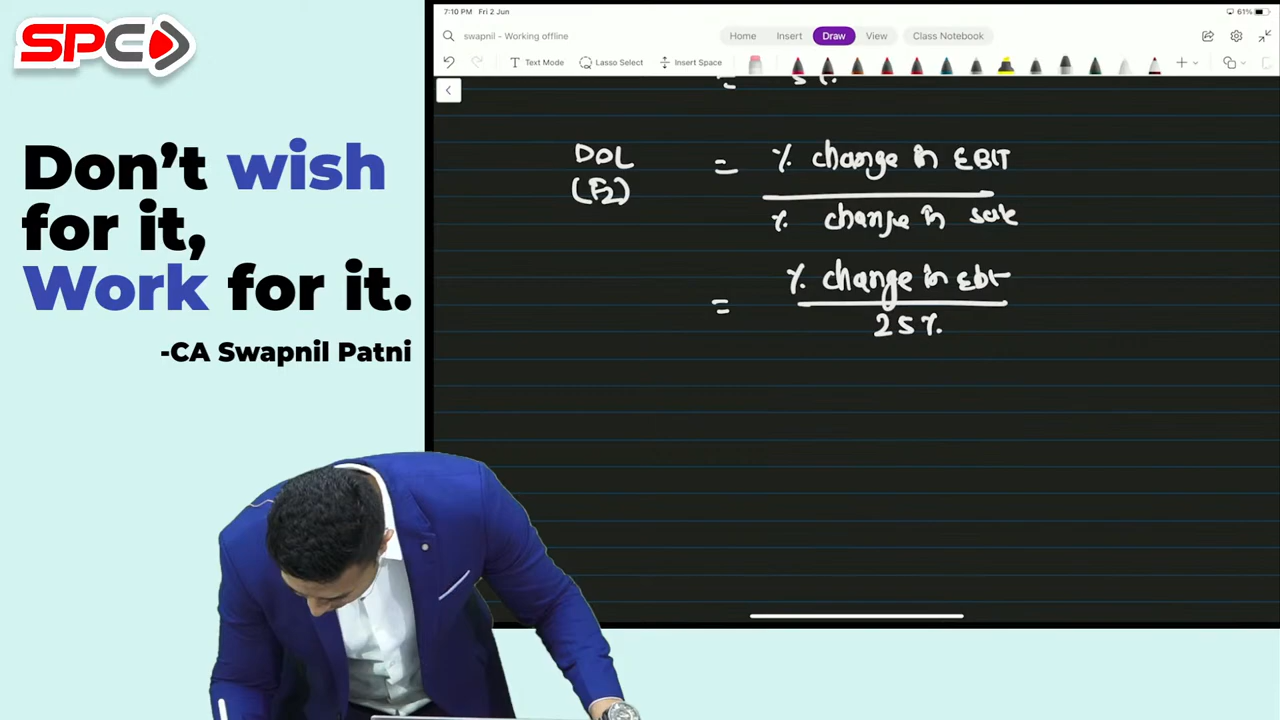 SPC
Don't wish
for it,
Work for it.
-CA Swapnil Patni
7:10 PM Fri 2 Jun
61%
swapnil - Working offline
Home Insert Draw View Class Notebook
Text Mode Lasso Select Insert Space
= 5 %.
DOL = % change in EBIT
(F2) % change in sale
= % change in Ebit
25 %.